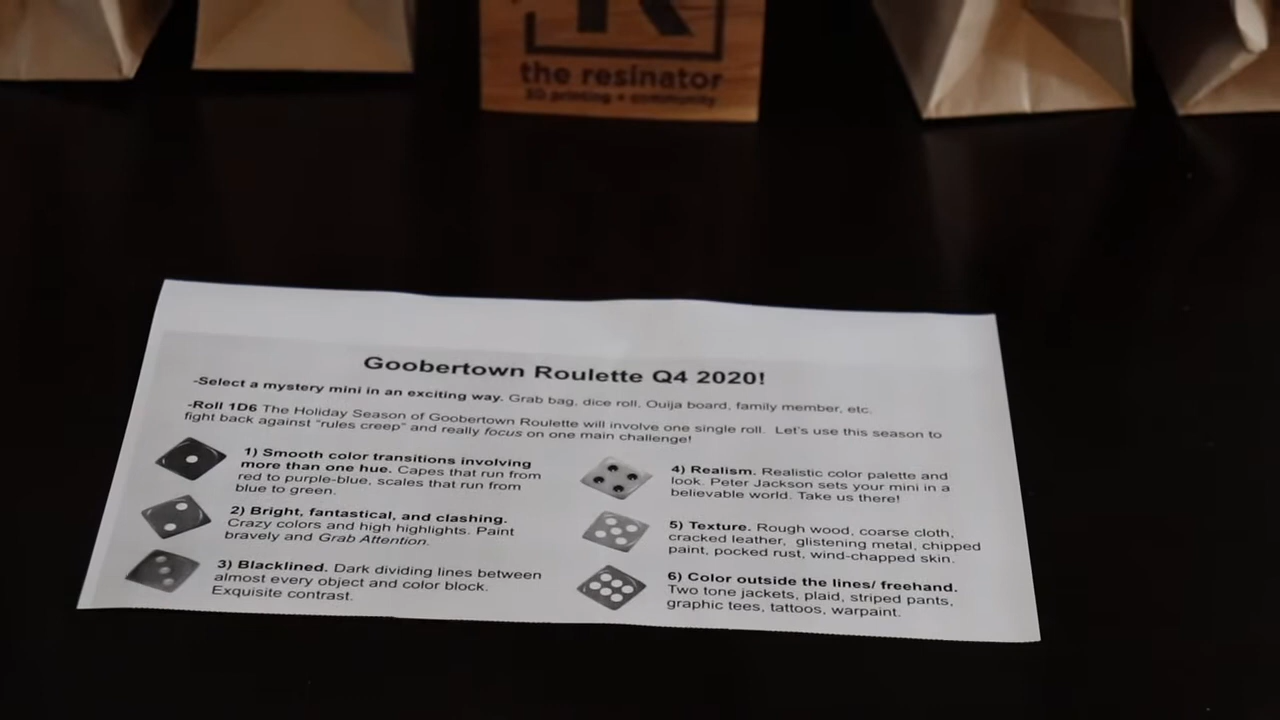 the resinator
3D printing + community
Goobertown Roulette Q4 2020!
-Select a mystery mini in an exciting way. Grab bag, dice roll, Ouija board, family member, etc.
-Roll 1D6 The Holiday Season of Goobertown Roulette will involve one single roll. Let's use this season to
fight back against "rules creep" and really focus on one main challenge!
1) Smooth color transitions involving
more than one hue. Capes that run from
red to purple-blue, scales that run from
blue to green.
2) Bright, fantastical, and clashing.
Crazy colors and high highlights. Paint
bravely and Grab Attention.
3) Blacklined. Dark dividing lines between
almost every object and color block.
Exquisite contrast.
4) Realism. Realistic color palette and
look. Peter Jackson sets your mini in a
believable world. Take us there!
5) Texture. Rough wood, coarse cloth,
cracked leather, glistening metal, chipped
paint, pocked rust, wind-chapped skin.
6) Color outside the lines/ freehand.
Two tone jackets, plaid, striped pants,
graphic tees, tattoos, warpaint.